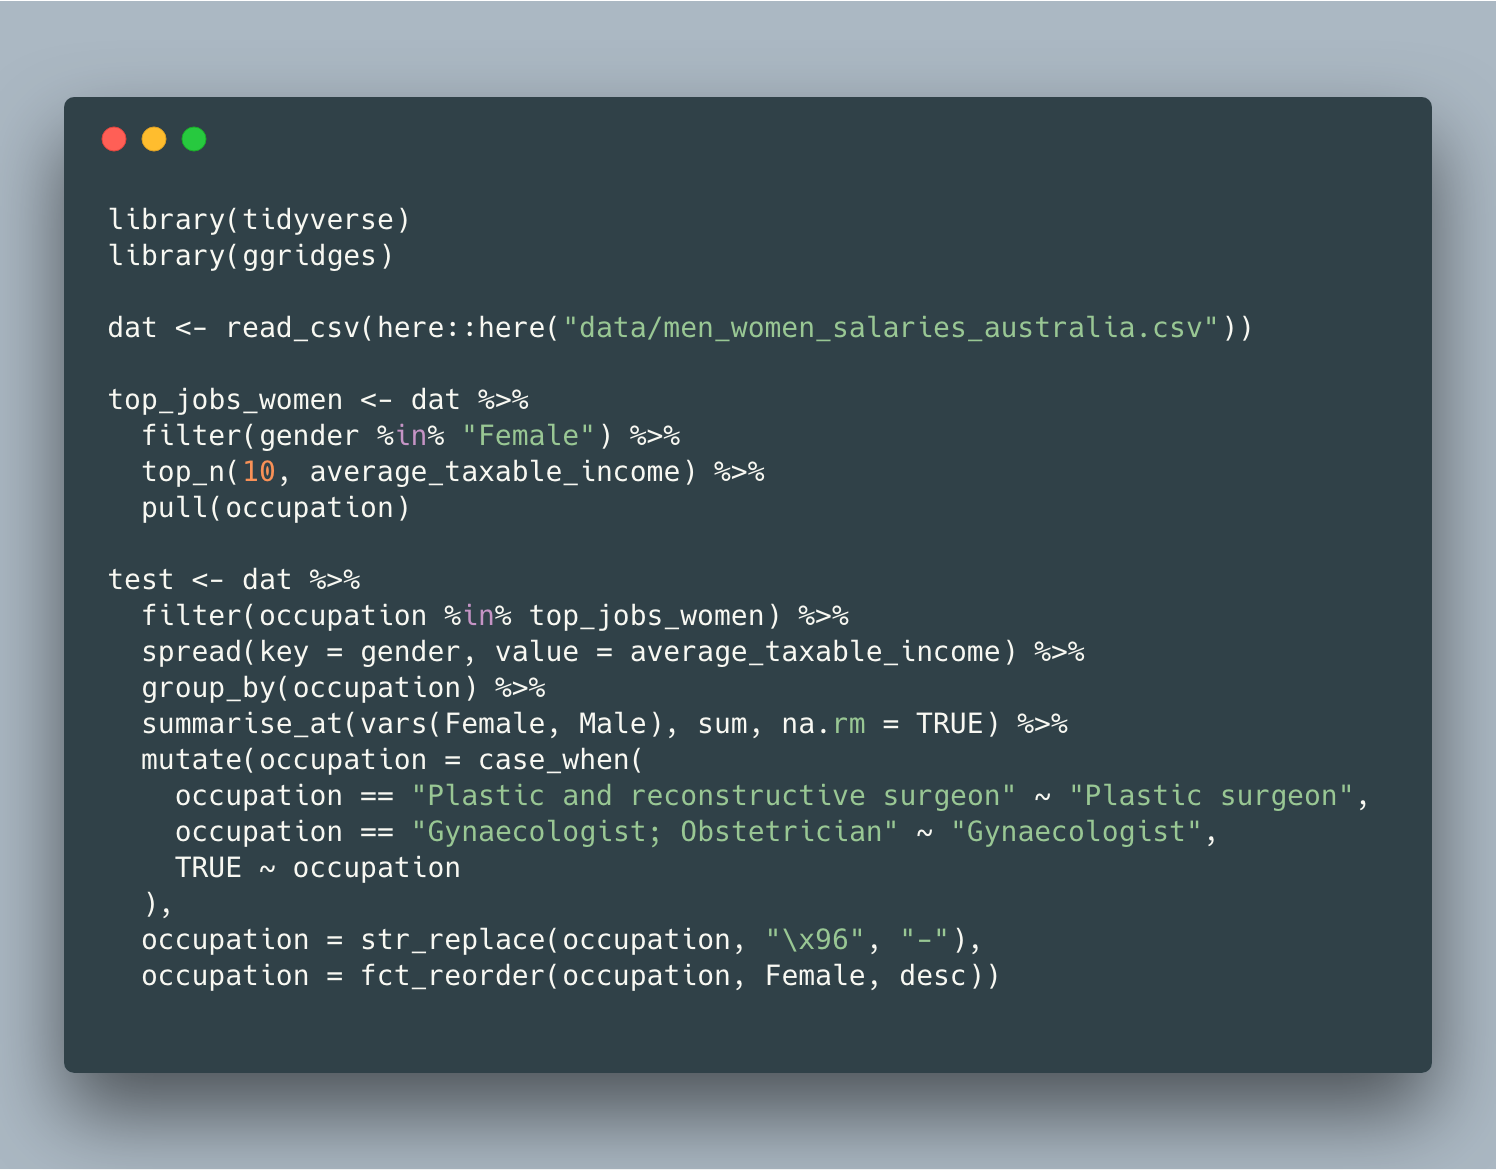 library(tidyverse)
library(ggridges)

dat <- read_csv(here::here("data/men_women_salaries_australia.csv"))

top_jobs_women <- dat %>%
  filter(gender %in% "Female") %>%
  top_n(10, average_taxable_income) %>%
  pull(occupation)

test <- dat %>%
  filter(occupation %in% top_jobs_women) %>%
  spread(key = gender, value = average_taxable_income) %>%
  group_by(occupation) %>%
  summarise_at(vars(Female, Male), sum, na.rm = TRUE) %>%
  mutate(occupation = case_when(
    occupation == "Plastic and reconstructive surgeon" ~ "Plastic surgeon",
    occupation == "Gynaecologist; Obstetrician" ~ "Gynaecologist",
    TRUE ~ occupation
  ),
  occupation = str_replace(occupation, "\x96", "-"),
  occupation = fct_reorder(occupation, Female, desc))